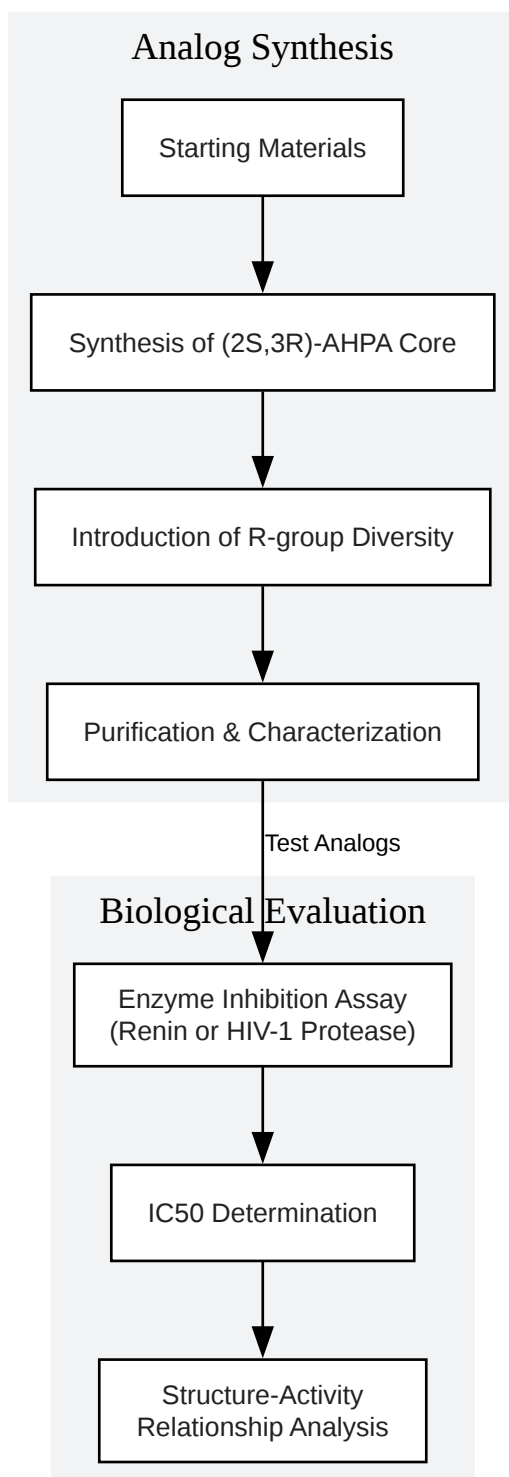 Analog Synthesis
Starting Materials
Synthesis of (2S,3R)-AHPA Core
Introduction of R-group Diversity
Purification & Characterization
Test Analogs
Biological Evaluation
Enzyme Inhibition Assay
(Renin or HIV-1 Protease)
IC50 Determination
Structure-Activity
Relationship Analysis